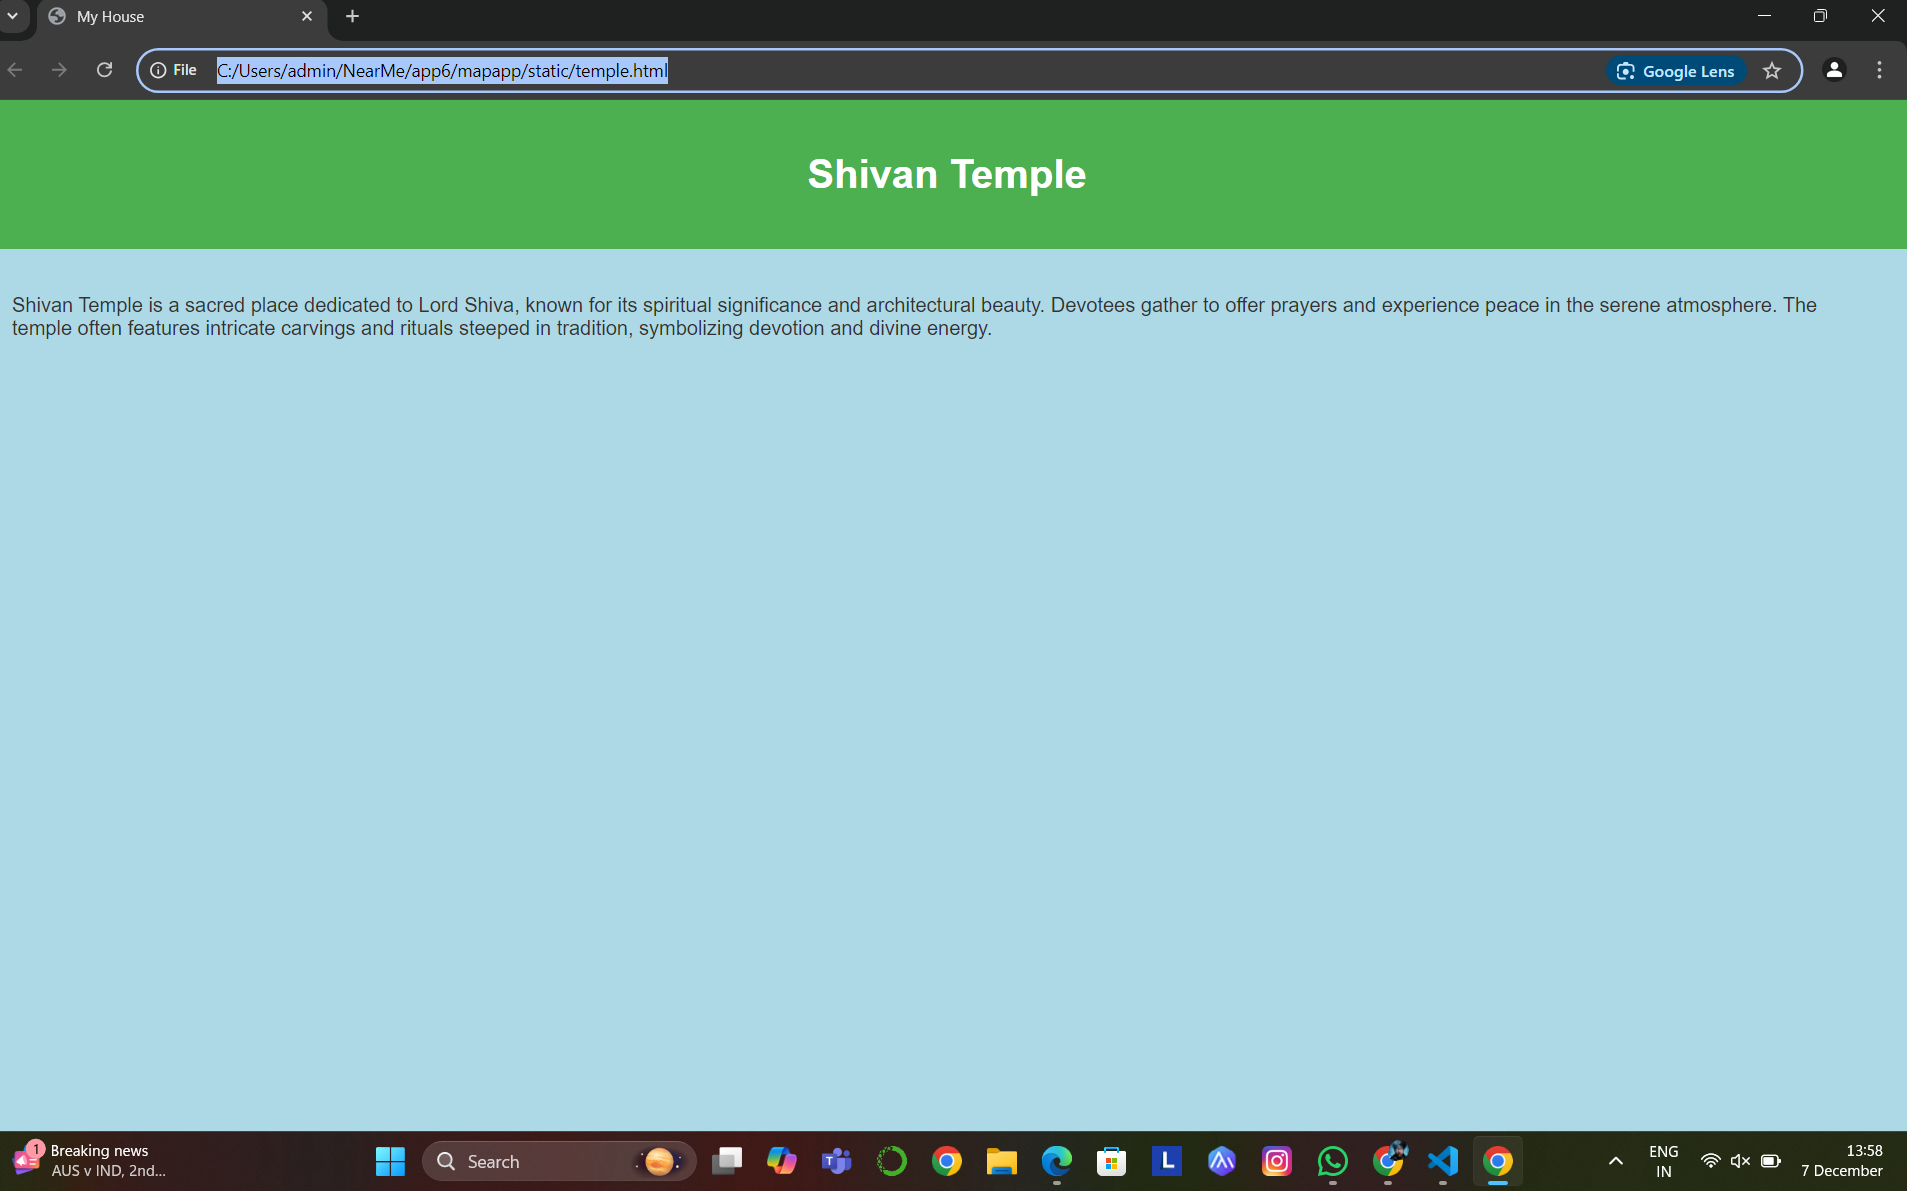 My House
File
C:/Users/admin/NearMe/app6/mapapp/static/temple.html
Google Lens
Shivan Temple
Shivan Temple is a sacred place dedicated to Lord Shiva, known for its spiritual significance and architectural beauty. Devotees gather to offer prayers and experience peace in the serene atmosphere. The
temple often features intricate carvings and rituals steeped in tradition, symbolizing devotion and divine energy.
1
Breaking news
AUS v IND, 2nd...
Search
T
L
ENG
IN
13:58
7 December